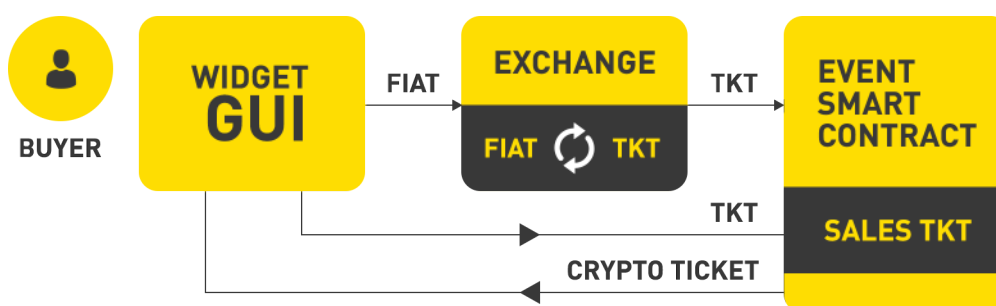 BUYER
WIDGET
GUI
FIAT
EXCHANGE
FIAT TKT
TKT
EVENT
SMART
CONTRACT
TKT
SALES TKT
CRYPTO TICKET